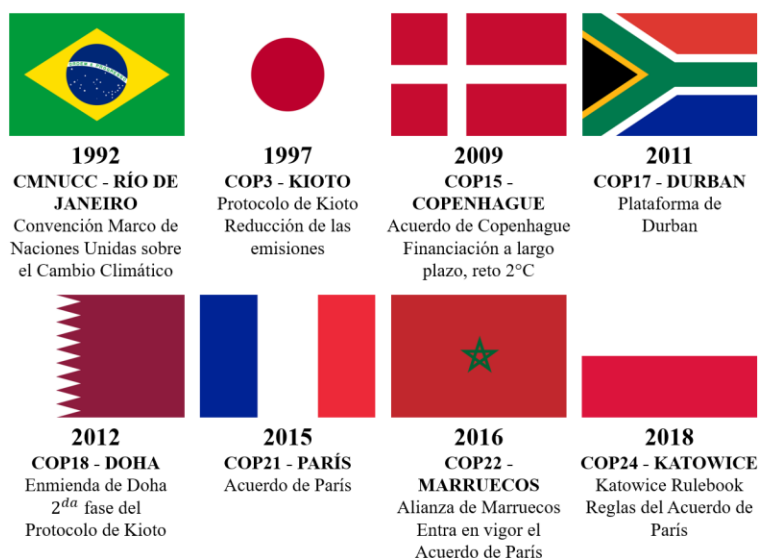 ORDEM E PROGRESSO
1992
CMNUCC - RÍO DE
JANEIRO
Convención Marco de
Naciones Unidas sobre
el Cambio Climático
1997
COP3 - KIOTO
Protocolo de Kioto
Reducción de las
emisiones
2009
COP15 -
COPENHAGUE
Acuerdo de Copenhague
Financiación a largo
plazo, reto 2°C
2011
COP17 - DURBAN
Plataforma de
Durban
2012
COP18 - DOHA
Enmienda de Doha
2ᵈᵃ fase del
Protocolo de Kioto
2015
COP21 - PARÍS
Acuerdo de París
2016
COP22 -
MARRUECOS
Alianza de Marruecos
Entra en vigor el
Acuerdo de París
2018
COP24 - KATOWICE
Katowice Rulebook
Reglas del Acuerdo de
París